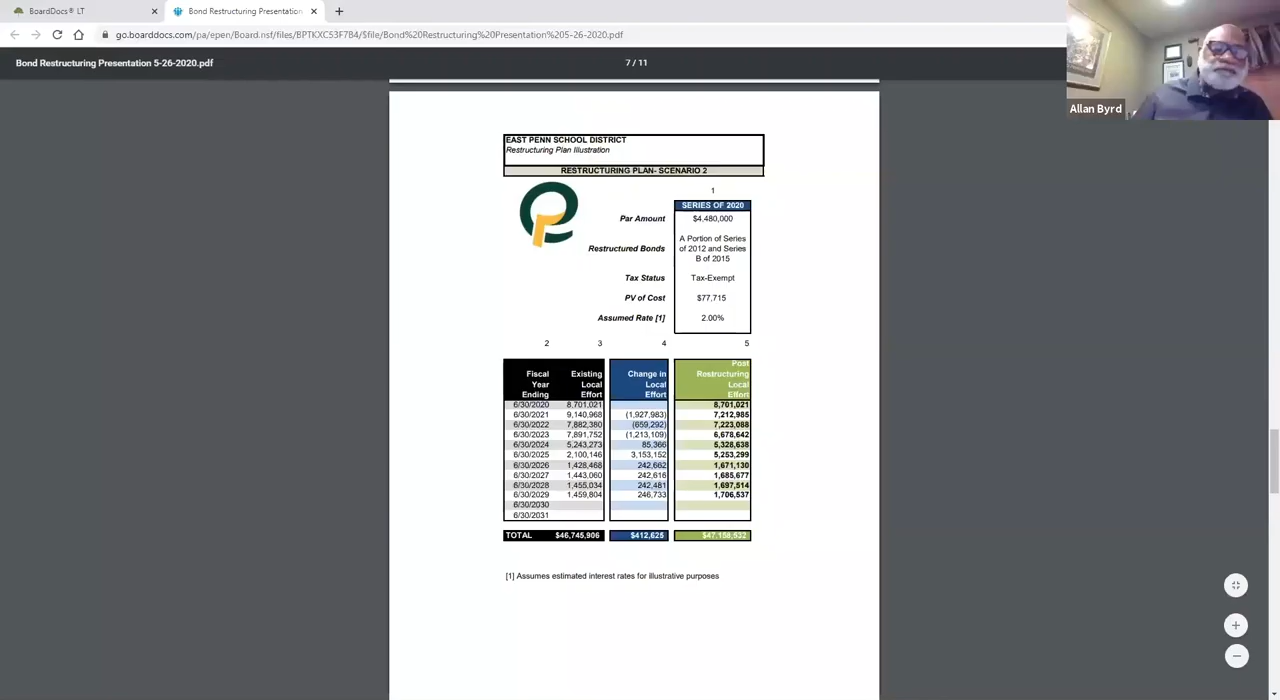 BoardDocs® LT
Bond Restructuring Presentation
go.boarddocs.com/pa/epen/Board.nsf/files/BPTKXC53F7B4/$file/Bond%20Restructuring%20Presentation%205-26-2020.pdf
Bond Restructuring Presentation 5-26-2020.pdf
7 / 11
Allan Byrd
EAST PENN SCHOOL DISTRICT
Restructuring Plan Illustration
RESTRUCTURING PLAN- SCENARIO 2
1
SERIES OF 2020
Par Amount $4,480,000
Restructured Bonds A Portion of Series of 2012 and Series B of 2015
Tax Status Tax-Exempt
PV of Cost $77,715
Assumed Rate [1] 2.00%
2 3 4 5
Fiscal Year Ending Existing Local Effort Change in Local Effort Post Restructuring Local Effort
6/30/2020 8,701,021 8,701,021
6/30/2021 9,140,968 (1,927,983) 7,212,985
6/30/2022 7,882,380 (659,292) 7,223,088
6/30/2023 7,891,752 (1,213,109) 6,678,642
6/30/2024 5,243,273 85,366 5,328,638
6/30/2025 2,100,146 3,153,152 5,253,299
6/30/2026 1,428,468 242,662 1,671,130
6/30/2027 1,443,060 242,616 1,685,677
6/30/2028 1,455,034 242,481 1,697,514
6/30/2029 1,459,804 246,733 1,706,537
6/30/2030
6/30/2031
TOTAL $46,745,906 $412,625 $47,158,532
[1] Assumes estimated interest rates for illustrative purposes